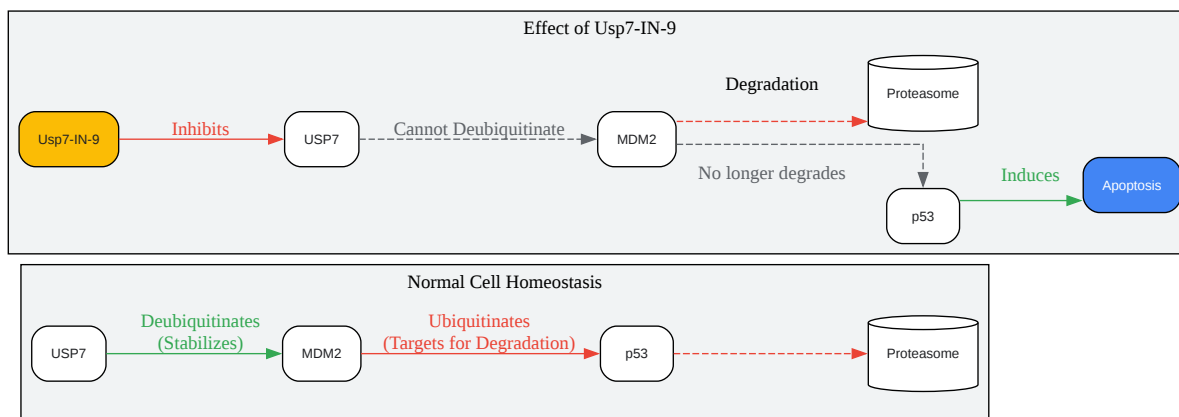 Effect of Usp7-IN-9
Degradation
Proteasome
Usp7-IN-9
Inhibits
USP7
Cannot Deubiquitinate
MDM2
No longer degrades
p53
Induces
Apoptosis
Normal Cell Homeostasis
USP7
Deubiquitinates
(Stabilizes)
MDM2
Ubiquitinates
(Targets for Degradation)
p53
Proteasome